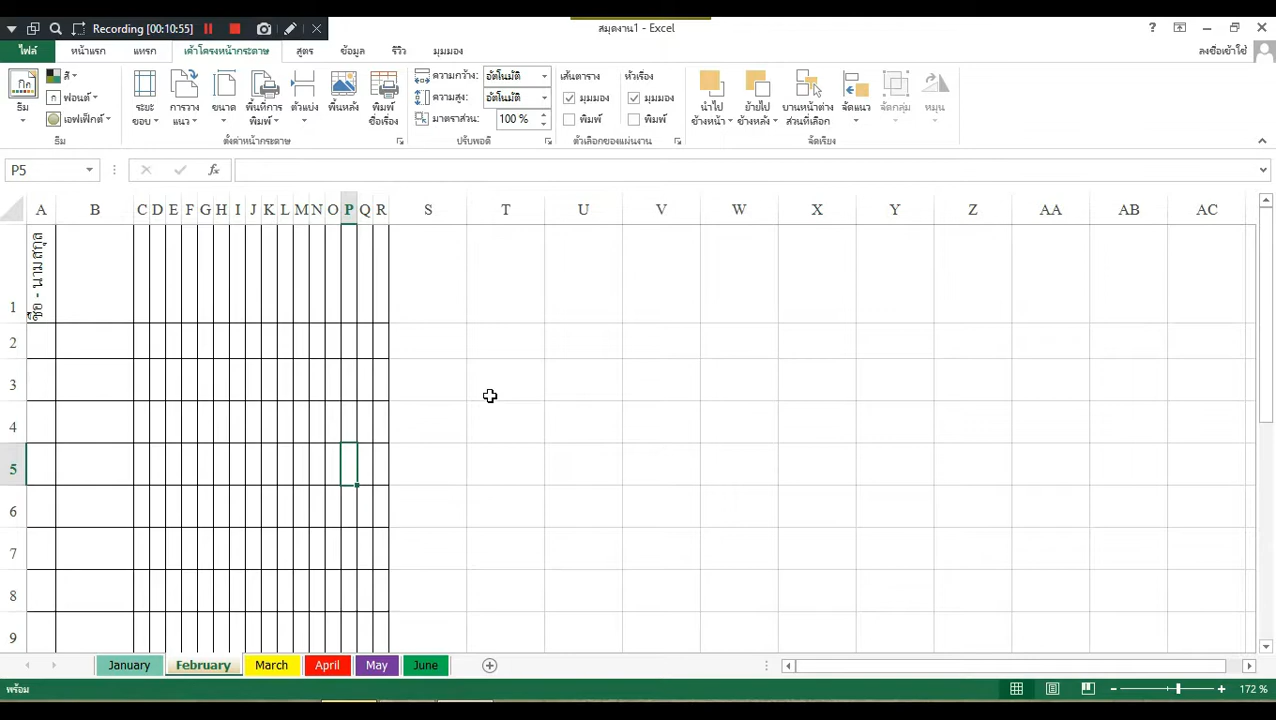 Recording [00:10:55]
สมุดงาน1 - Excel
?
ไฟล์ หน้าแรก แทรก เค้าโครงหน้ากระดาษ สูตร ข้อมูล รีวิว มุมมอง ลงชื่อเข้าใช้
ธีม
สี
ฟอนต์
เอฟเฟ็กต์
ธีม
ระยะขอบ
การวางแนว
ขนาด
พื้นที่การพิมพ์
ตัวแบ่ง
พื้นหลัง
พิมพ์ชื่อเรื่อง
ตั้งค่าหน้ากระดาษ
ความกว้าง: อัตโนมัติ
ความสูง: อัตโนมัติ
มาตราส่วน: 100 %
ปรับพอดี
เส้นตาราง
มุมมอง
พิมพ์
หัวเรื่อง
มุมมอง
พิมพ์
ตัวเลือกของแผ่นงาน
นำไปข้างหน้า
ย้ายไปข้างหลัง
บานหน้าต่างส่วนที่เลือก
จัดแนว
จัดกลุ่ม
หมุน
จัดเรียง
P5 fx
A B C D E F G H I J K L M N O P Q R S T U V W X Y Z AA AB AC
ชื่อ - นาม สกุล
1
2
3
4
5
6
7
8
9
January February March April May June
พร้อม 172 %